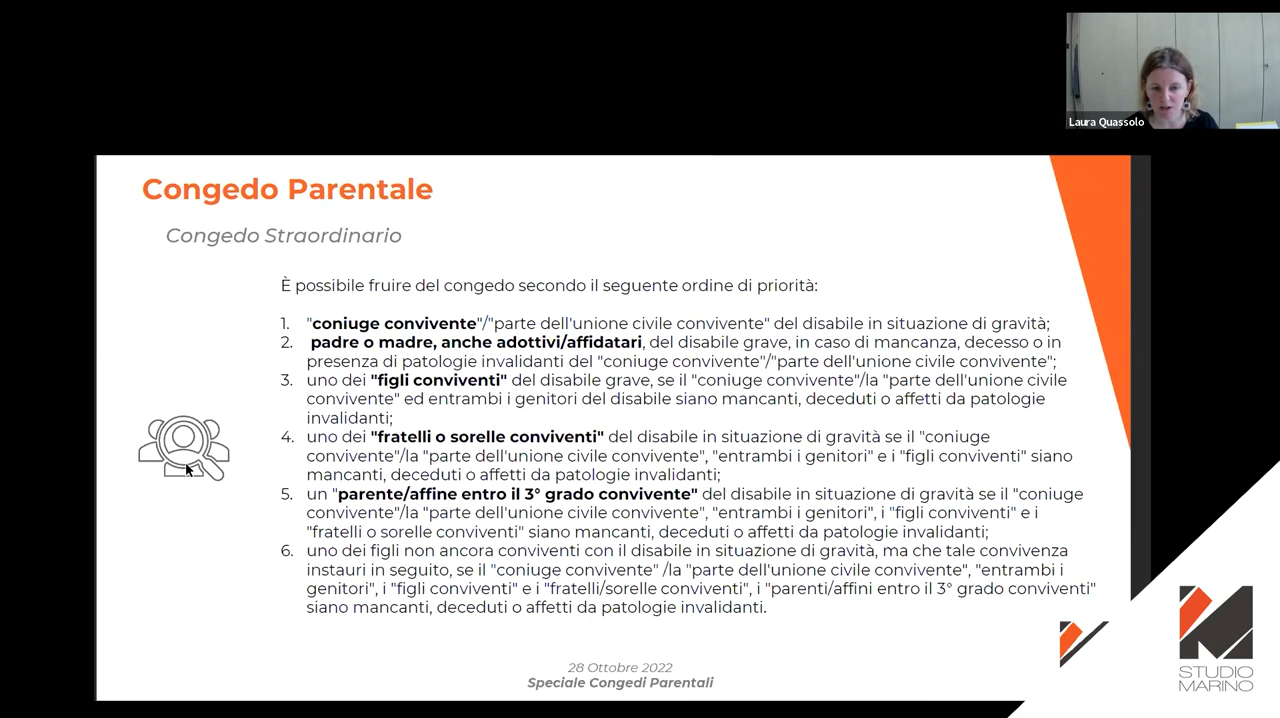 Laura Quassolo
Congedo Parentale
Congedo Straordinario
È possibile fruire del congedo secondo il seguente ordine di priorità:
1. "coniuge convivente"/"parte dell'unione civile convivente" del disabile in situazione di gravità;
2. padre o madre, anche adottivi/affidatari, del disabile grave, in caso di mancanza, decesso o in
presenza di patologie invalidanti del "coniuge convivente"/"parte dell'unione civile convivente";
3. uno dei "figli conviventi" del disabile grave, se il "coniuge convivente"/la "parte dell'unione civile
convivente" ed entrambi i genitori del disabile siano mancanti, deceduti o affetti da patologie
invalidanti;
4. uno dei "fratelli o sorelle conviventi" del disabile in situazione di gravità se il "coniuge
convivente"/la "parte dell'unione civile convivente", "entrambi i genitori" e i "figli conviventi" siano
mancanti, deceduti o affetti da patologie invalidanti;
5. un "parente/affine entro il 3° grado convivente" del disabile in situazione di gravità se il "coniuge
convivente"/la "parte dell'unione civile convivente", "entrambi i genitori", i "figli conviventi" e i
"fratelli o sorelle conviventi" siano mancanti, deceduti o affetti da patologie invalidanti;
6. uno dei figli non ancora conviventi con il disabile in situazione di gravità, ma che tale convivenza
instauri in seguito, se il "coniuge convivente" /la "parte dell'unione civile convivente", "entrambi i
genitori", i "figli conviventi" e i "fratelli/sorelle conviventi", i "parenti/affini entro il 3° grado conviventi"
siano mancanti, deceduti o affetti da patologie invalidanti.
28 Ottobre 2022
Speciale Congedi Parentali
STUDIO
MARINO